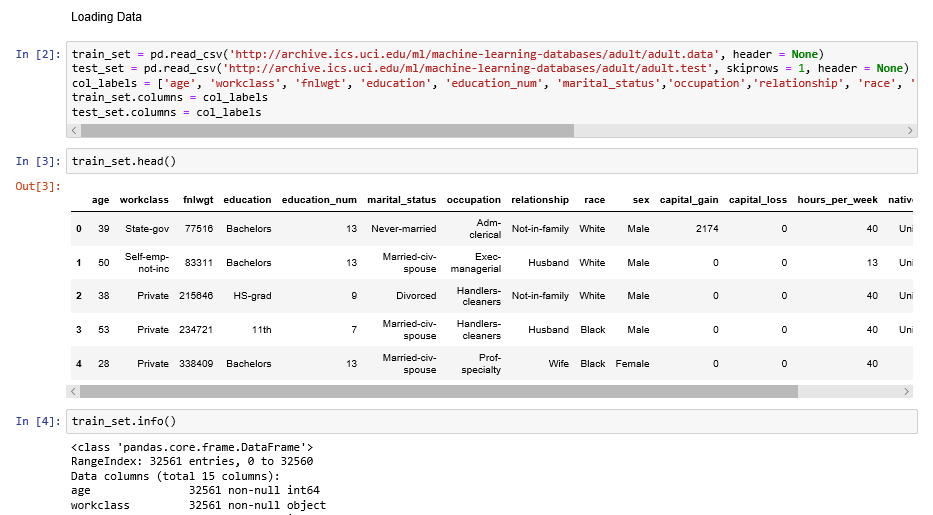 Loading Data
In [2]: train_set = pd.read_csv('http://archive.ics.uci.edu/ml/machine-learning-databases/adult/adult.data', header = None)
test_set = pd.read_csv('http://archive.ics.uci.edu/ml/machine-learning-databases/adult/adult.test', skiprows = 1, header = None)
col_labels = ['age', 'workclass', 'fnlwgt', 'education', 'education_num', 'marital_status','occupation','relationship', 'race', '
train_set.columns = col_labels
test_set.columns = col_labels
In [3]: train_set.head()
Out[3]:
age workclass fnlwgt education education_num marital_status occupation relationship race sex capital_gain capital_loss hours_per_week nativ
0 39 State-gov 77516 Bachelors 13 Never-married Adm-clerical Not-in-family White Male 2174 0 40 Uni
1 50 Self-emp-not-inc 83311 Bachelors 13 Married-civ-spouse Exec-managerial Husband White Male 0 0 13 Uni
2 38 Private 215646 HS-grad 9 Divorced Handlers-cleaners Not-in-family White Male 0 0 40 Uni
3 53 Private 234721 11th 7 Married-civ-spouse Handlers-cleaners Husband Black Male 0 0 40 Uni
4 28 Private 338409 Bachelors 13 Married-civ-spouse Prof-specialty Wife Black Female 0 0 40
In [4]: train_set.info()
<class 'pandas.core.frame.DataFrame'>
RangeIndex: 32561 entries, 0 to 32560
Data columns (total 15 columns):
age 32561 non-null int64
workclass 32561 non-null object